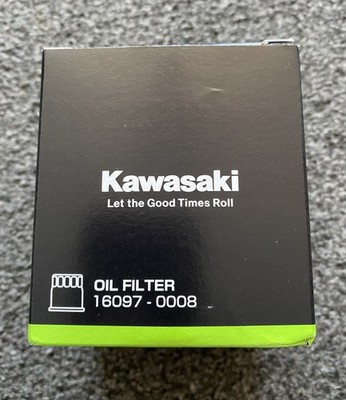 Kawasaki
Let the Good Times Roll
OIL FILTER
16097 - 0008